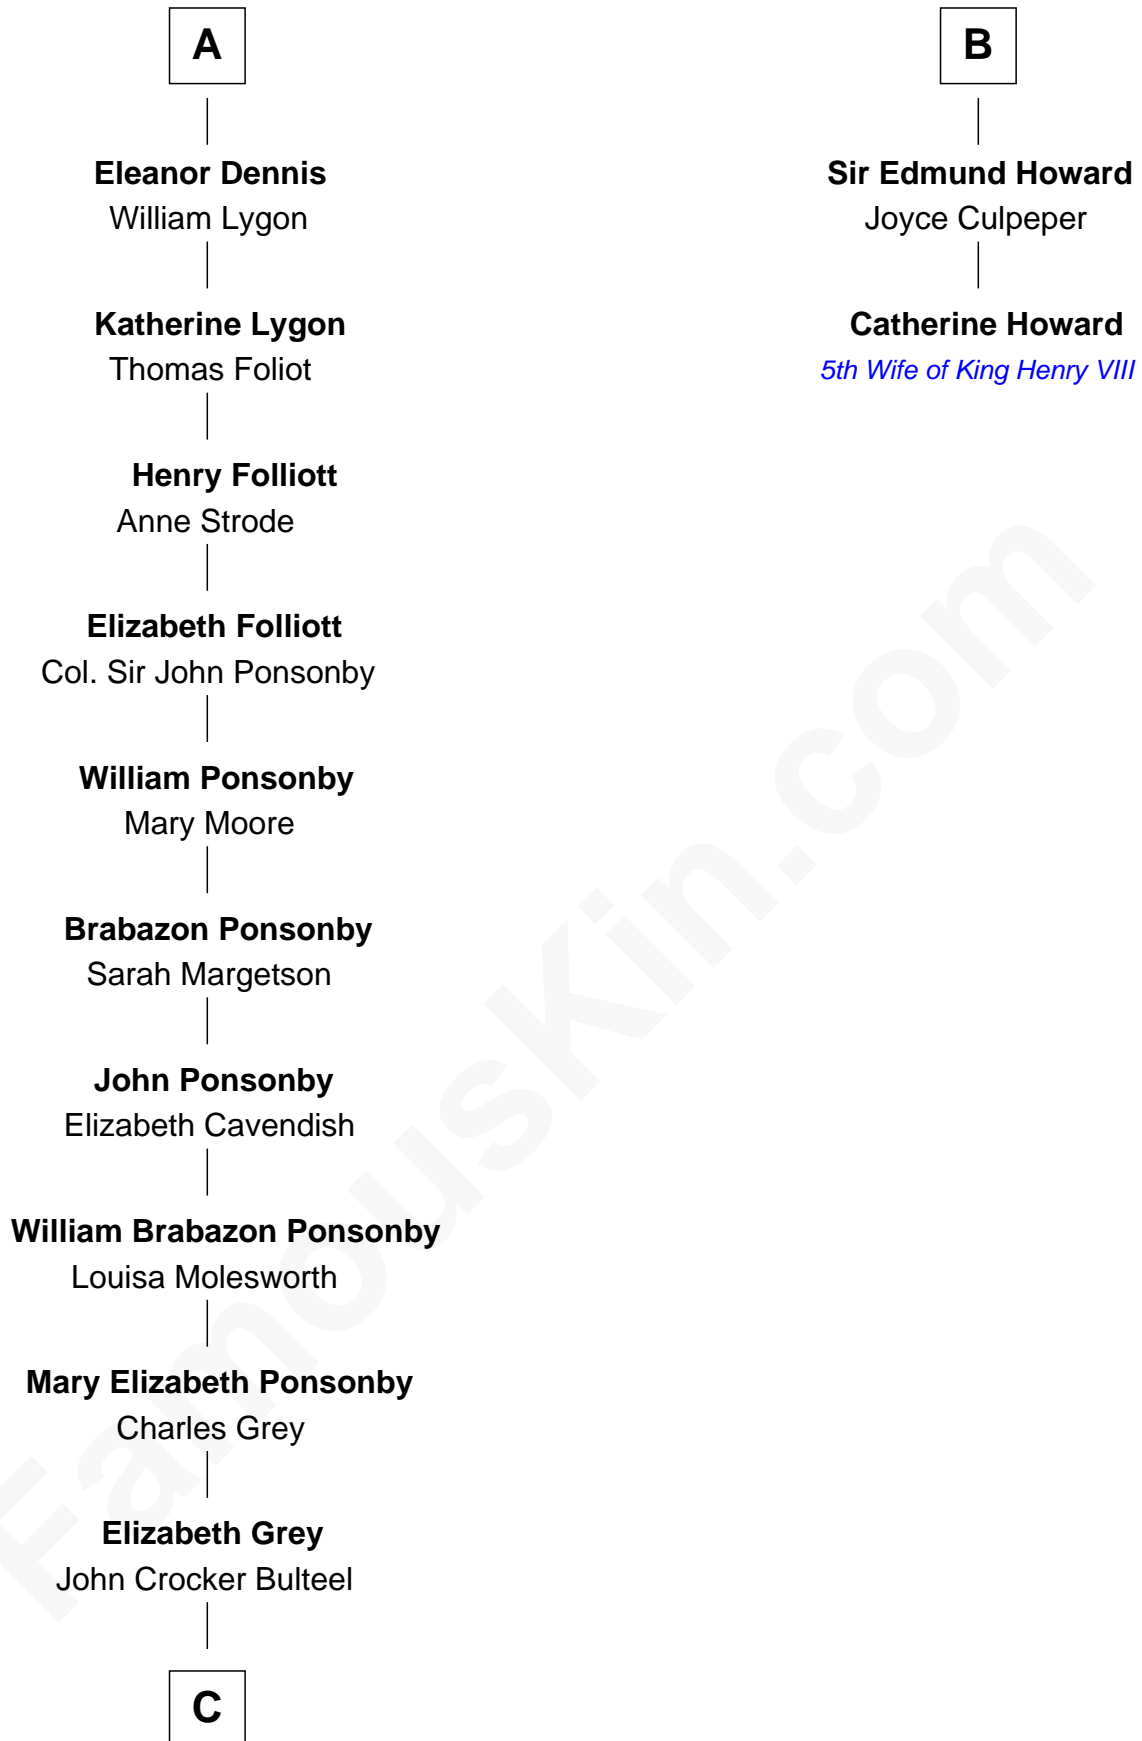 A
Eleanor Dennis
William Lygon
Katherine Lygon
Thomas Foliot
Henry Folliott
Anne Strode
Elizabeth Folliott
Col. Sir John Ponsonby
William Ponsonby
Mary Moore
Brabazon Ponsonby
Sarah Margetson
John Ponsonby
Elizabeth Cavendish
William Brabazon Ponsonby
Louisa Molesworth
Mary Elizabeth Ponsonby
Charles Grey
Elizabeth Grey
John Crocker Bulteel
C
B
Sir Edmund Howard
Joyce Culpeper
Catherine Howard
5th Wife of King Henry VIII
FamousKin.com